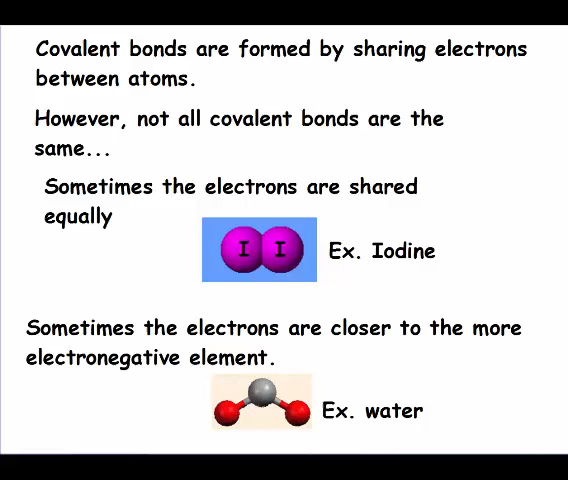 Covalent bonds are formed by sharing electrons
between atoms.
However, not all covalent bonds are the
same...
Sometimes the electrons are shared
equally
I I
Ex. Iodine
Sometimes the electrons are closer to the more
electronegative element.
Ex. water